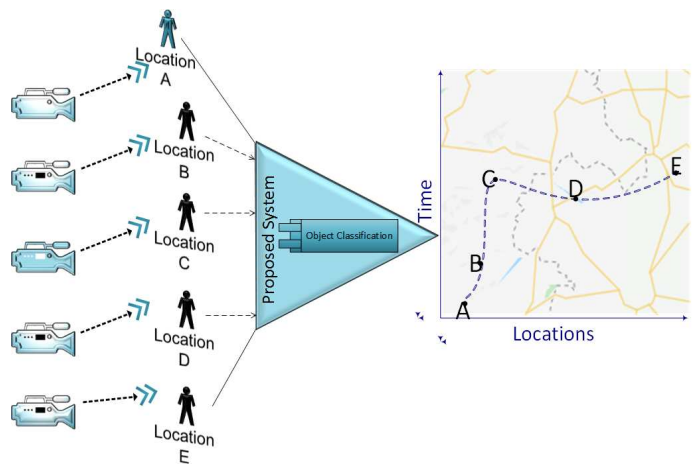 Location
A
Location
B
Location
C
Location
D
Location
E
Proposed System
Object Classification
Time
Locations
A
B
C
D
E